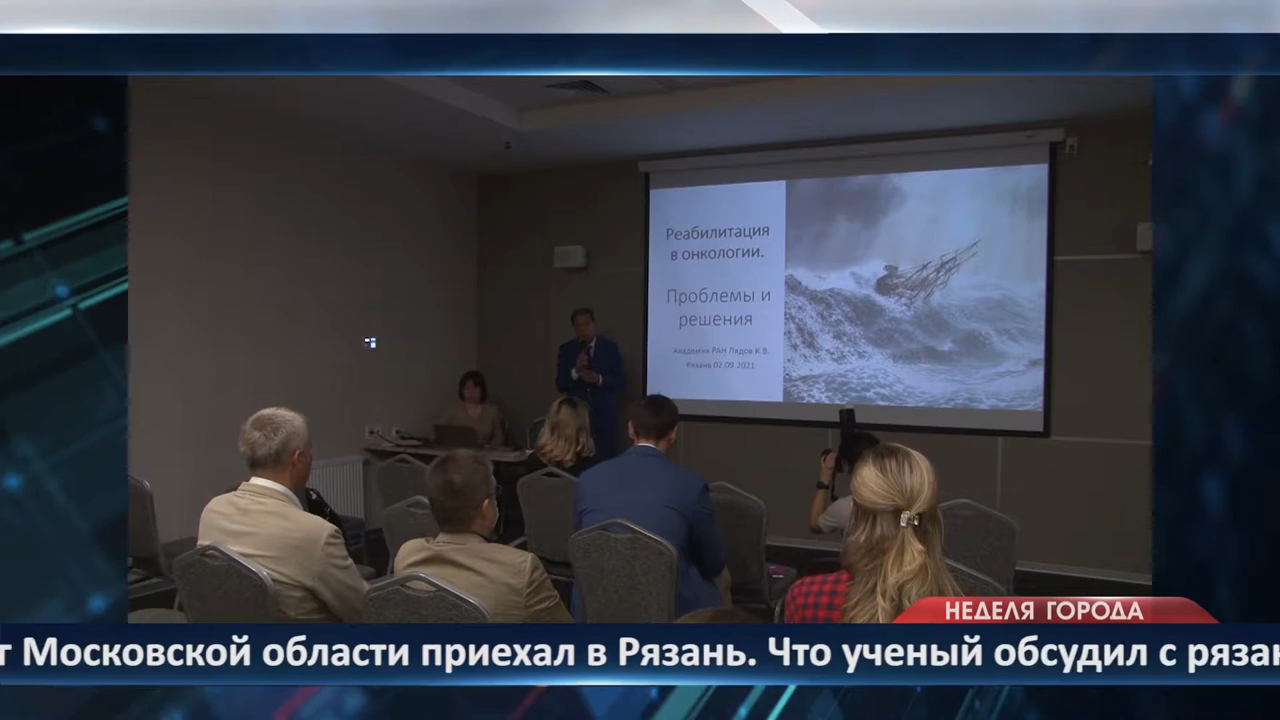 Реабилитация
в онкологии.
Проблемы и
решения
Академик РАН Лядов К.В.
Рязань 02.09.2021
НЕДЕЛЯ ГОРОДА
Московской области приехал в Рязань. Что ученый обсудил с